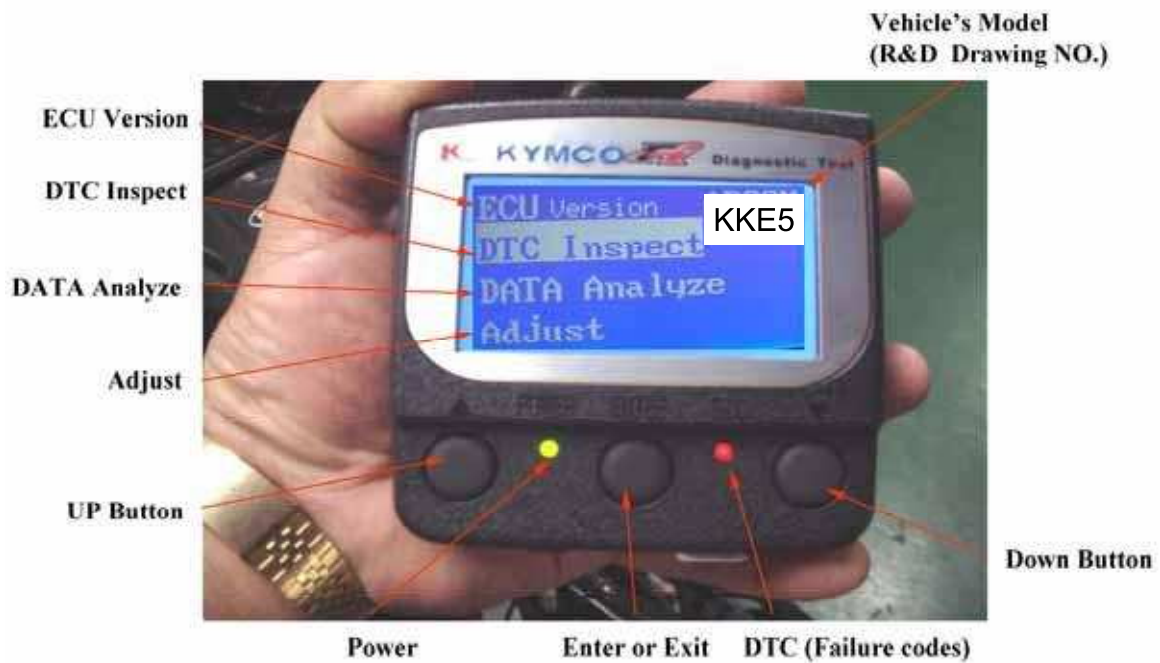 Vehicle's Model
(R&D Drawing NO.)
ECU Version
DTC Inspect
DATA Analyze
Adjust
UP Button
K KYMCO Diagnostic Tool
ECU Version
KKE5
DTC Inspect
DATA Analyze
Adjust
Down Button
Power
Enter or Exit
DTC (Failure codes)